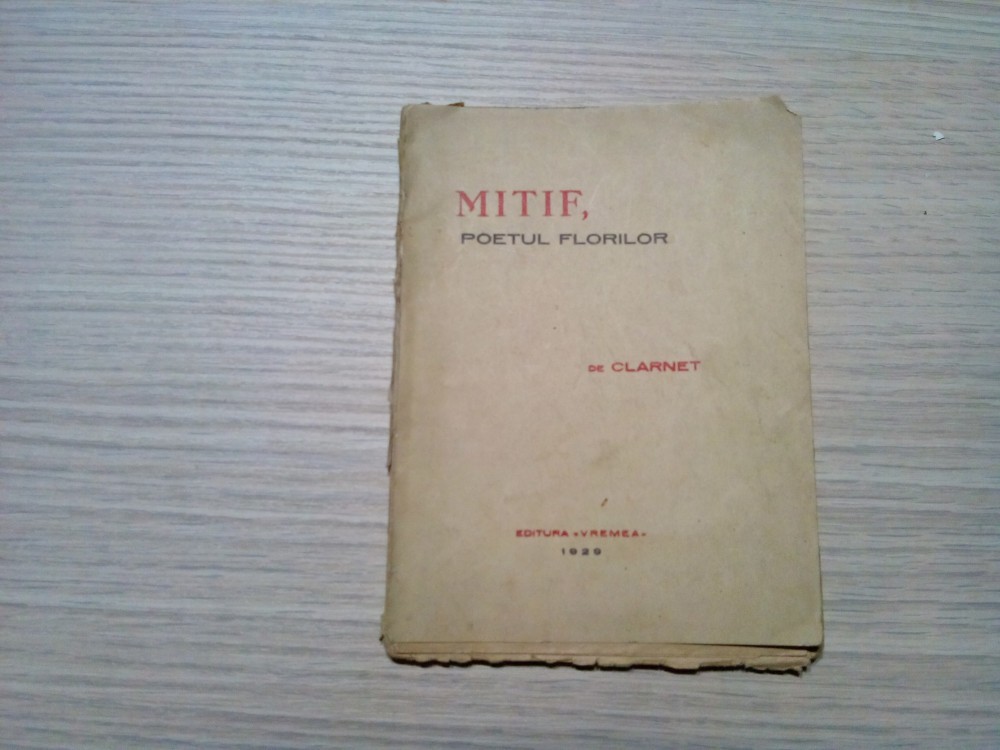 MITIF,
POETUL FLORILOR
DE CLARNET
EDITURA «VREMEA»
1929